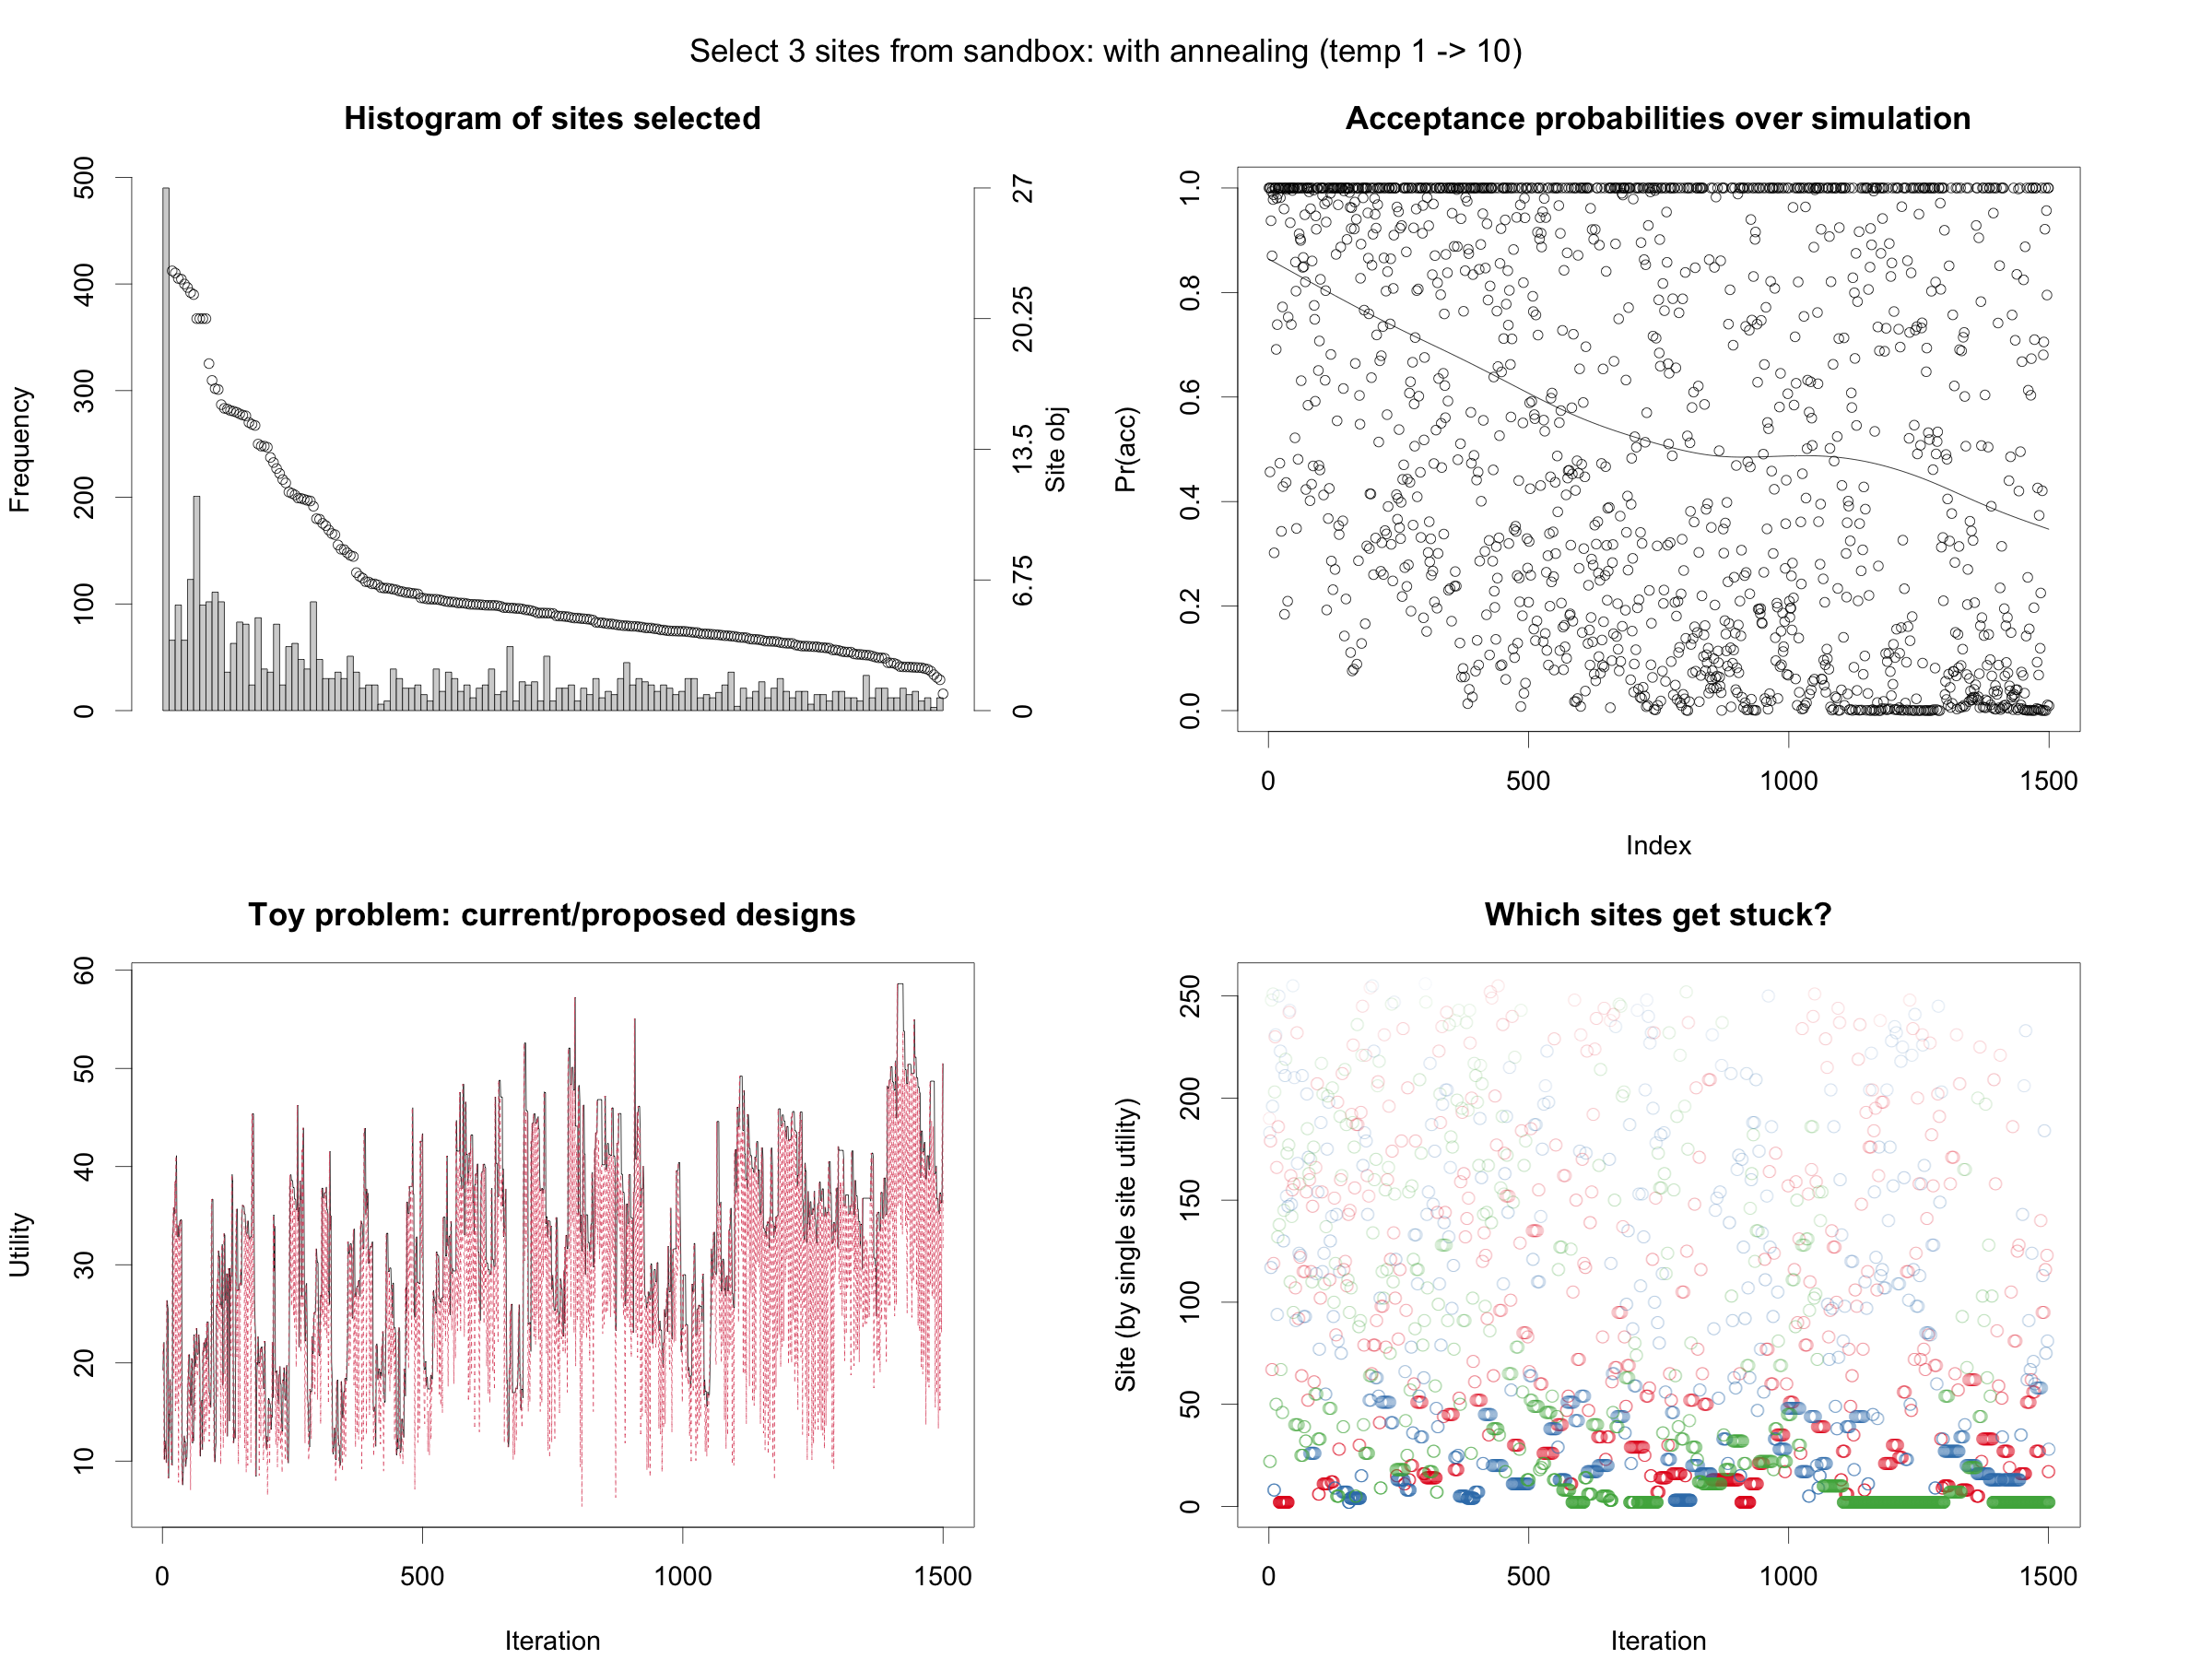 Select 3 sites from sandbox: with annealing (temp 1 -> 10)
Histogram of sites selected
Frequency
0 100 200 300 400 500
Site obj
0 6.75 13.5 20.25 27
Acceptance probabilities over simulation
Pr(acc)
0.0 0.2 0.4 0.6 0.8 1.0
0 500 1000 1500
Index
Toy problem: current/proposed designs
Utility
10 20 30 40 50 60
0 500 1000 1500
Iteration
Which sites get stuck?
Site (by single site utility)
0 50 100 150 200 250
0 500 1000 1500
Iteration